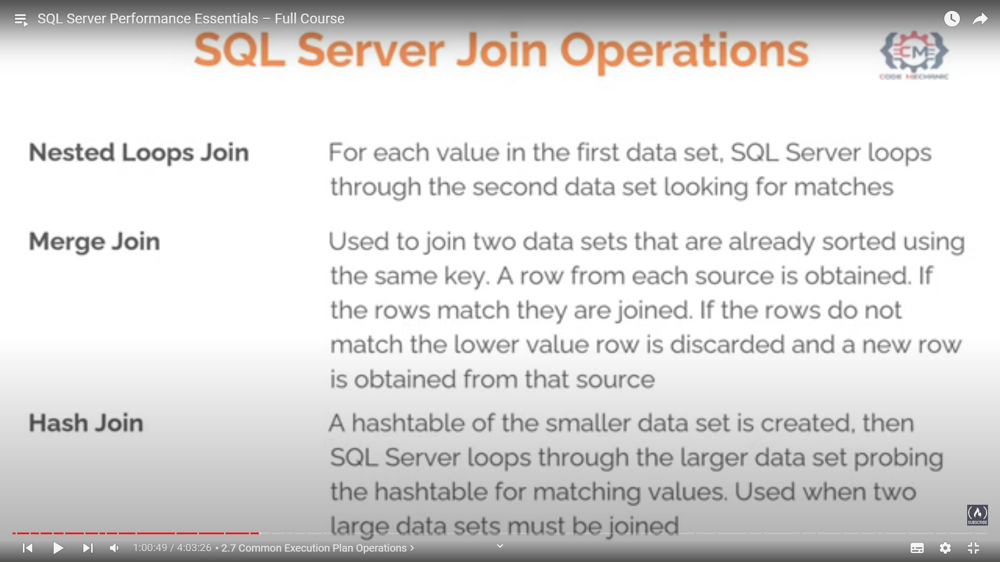 SQL Server Performance Essentials – Full Course
SQL Server Join Operations
CM
CODE MECHANIC
Nested Loops Join
For each value in the first data set, SQL Server loops
through the second data set looking for matches
Merge Join
Used to join two data sets that are already sorted using
the same key. A row from each source is obtained. If
the rows match they are joined. If the rows do not
match the lower value row is discarded and a new row
is obtained from that source
Hash Join
A hashtable of the smaller data set is created, then
SQL Server loops through the larger data set probing
the hashtable for matching values. Used when two
large data sets must be joined
SUBSCRIBE
1:00:49 / 4:03:26 • 2.7 Common Execution Plan Operations >